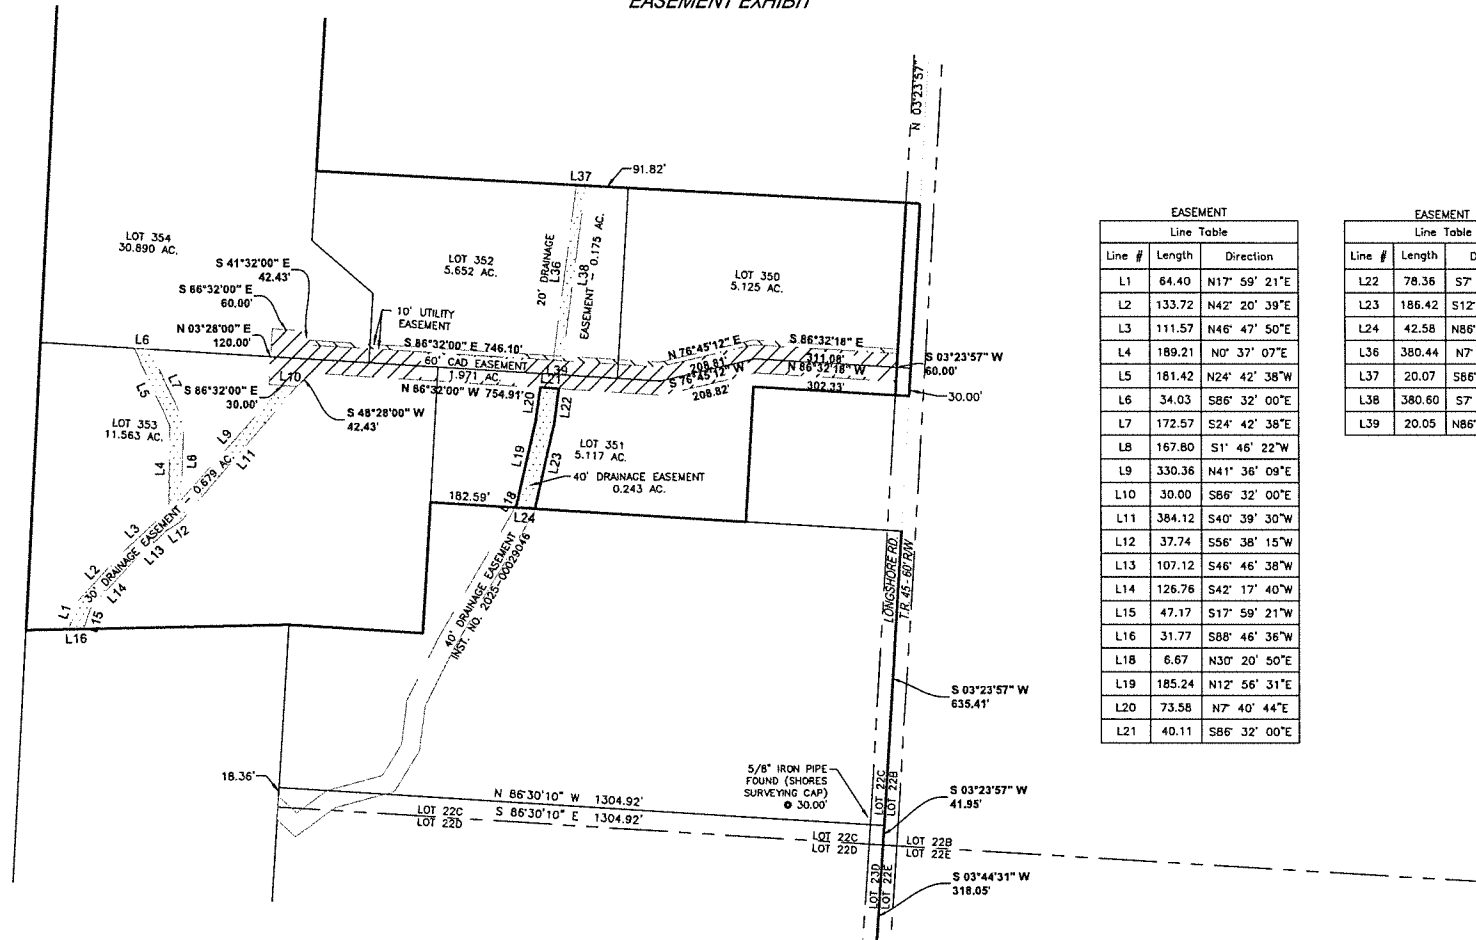 EASEMENT EXHIBIT
N 03°23'57"
L37
91.82'
LOT 354
30.890 AC.
S 41°32'00" E
42.43'
S 86°32'00" E
60.00'
N 03°28'00" E
120.00'
LOT 352
5.652 AC.
20' DRAINAGE
L36
L38
EASEMENT - 0.175 AC.
LOT 350
5.125 AC.
10' UTILITY
EASEMENT
L6
S 86°32'00" E 746.10'
60' CAD EASEMENT
1.971 AC.
N 86°32'00" W 754.91'
L39
L21
N 76°45'12" E
208.81'
S 76°45'12" W
208.82'
S 86°32'18" E
311.08'
N 86°32'18" W
302.33'
S 03°23'57" W
60.00'
30.00'
L10
S 86°32'00" E
30.00'
S 48°28'00" W
42.43'
L7
L5
LOT 353
11.563 AC.
L4
L8
L9
L11
L20
L22
L19
L23
LOT 351
5.117 AC.
40' DRAINAGE EASEMENT
0.243 AC.
182.59'
L18
L24
30' DRAINAGE EASEMENT - 0.679 AC.
L3
L12
L13
L2
L14
L1
L15
L16
40' DRAINAGE EASEMENT
INST. NO. 2025-00029046
LONGSHORE RD.
T.R. 45 - 60' R/W
S 03°23'57" W
635.41'
18.36'
N 86°30'10" W 1304.92'
S 86°30'10" E 1304.92'
LOT 22C
LOT 22D
5/8" IRON PIPE
FOUND (SHORES
SURVEYING CAP)
@ 30.00'
LOT 22C
LOT 22B
S 03°23'57" W
41.95'
LOT 22C
LOT 22D
LOT 22B
LOT 22E
LOT 23D
LOT 22E
S 03°44'31" W
318.05'
EASEMENT
Line Table
Line # Length Direction
L1 64.40 N17° 59' 21"E
L2 133.72 N42° 20' 39"E
L3 111.57 N46° 47' 50"E
L4 189.21 N0° 37' 07"E
L5 181.42 N24° 42' 38"W
L6 34.03 S86° 32' 00"E
L7 172.57 S24° 42' 38"E
L8 167.80 S1° 46' 22"W
L9 330.36 N41° 36' 09"E
L10 30.00 S86° 32' 00"E
L11 384.12 S40° 39' 30"W
L12 37.74 S56° 38' 15"W
L13 107.12 S46° 46' 38"W
L14 126.76 S42° 17' 40"W
L15 47.17 S17° 59' 21"W
L16 31.77 S88° 46' 36"W
L18 6.67 N30° 20' 50"E
L19 185.24 N12° 56' 31"E
L20 73.58 N7° 40' 44"E
L21 40.11 S86° 32' 00"E
EASEMENT
Line Table
Line # Length D
L22 78.36 S7°
L23 186.42 S12°
L24 42.58 N86°
L36 380.44 N7°
L37 20.07 S86°
L38 380.60 S7°
L39 20.05 N86°